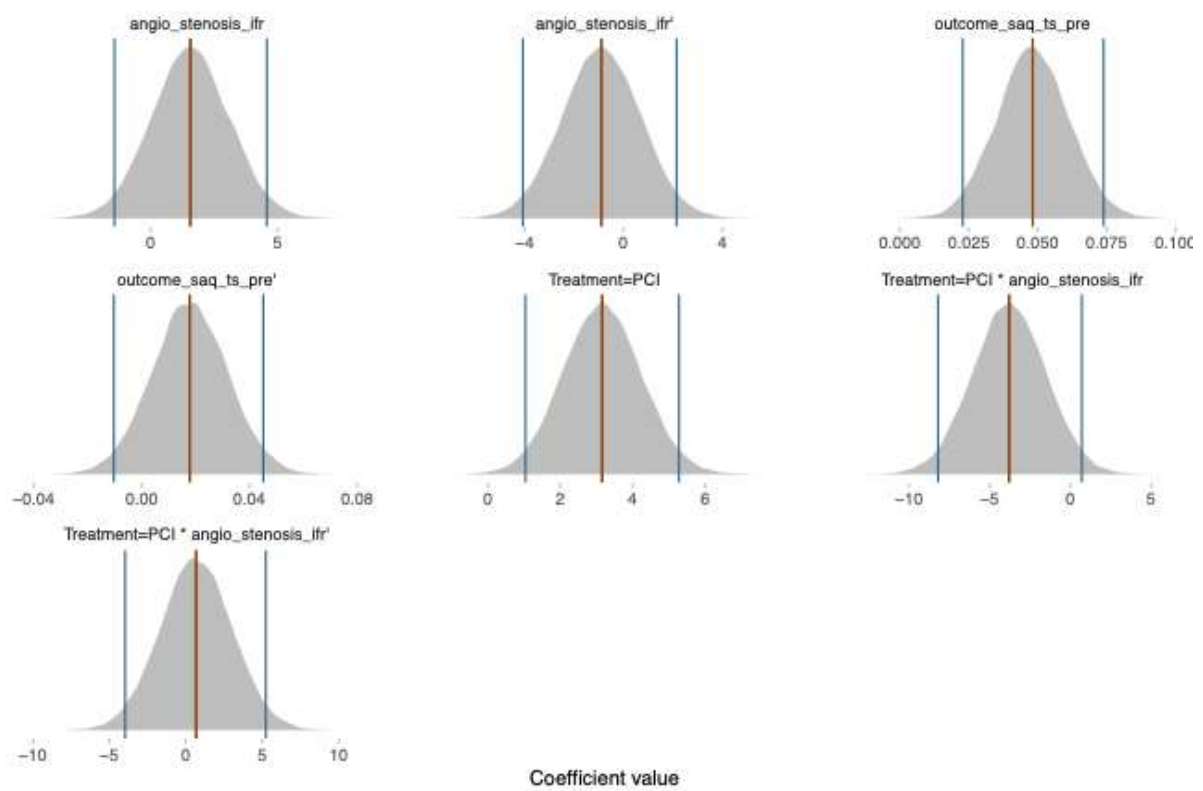 angio_stenosis_ifr
angio_stenosis_ifr'
outcome_saq_ts_pre
0 5
−4 0 4
0.000 0.025 0.050 0.075 0.100
outcome_saq_ts_pre'
Treatment=PCI
Treatment=PCI * angio_stenosis_ifr
−0.04 0.00 0.04 0.08
0 2 4 6
−10 −5 0 5
Treatment=PCI * angio_stenosis_ifr'
−10 −5 0 5 10
Coefficient value